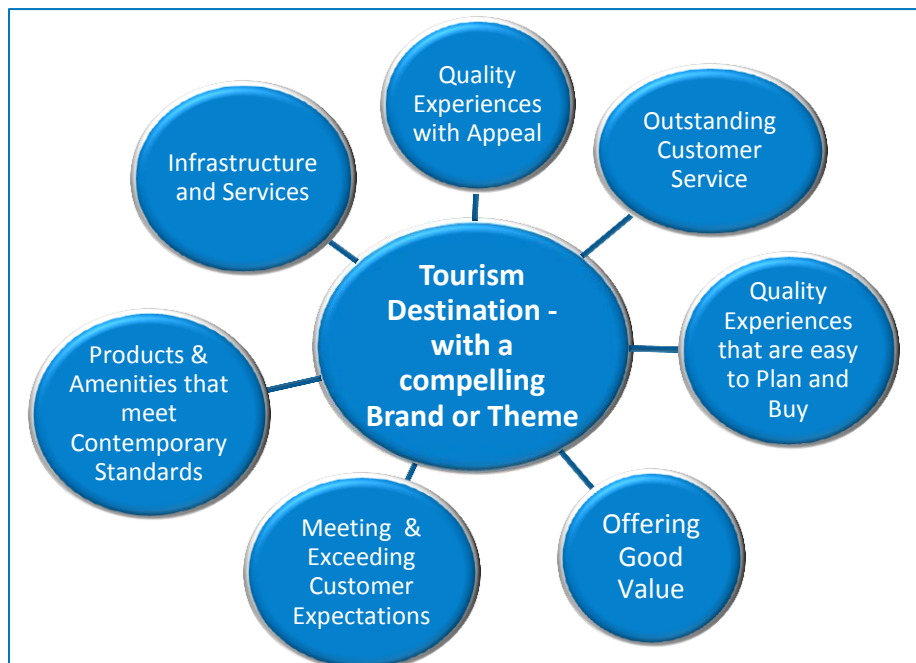 Quality
Experiences
with Appeal
Outstanding
Customer
Service
Quality
Experiences
that are easy
to Plan and
Buy
Offering
Good
Value
Meeting & 
Exceeding
Customer
Expectations
Products &
Amenities that
meet
Contemporary
Standards
Infrastructure
and Services
Tourism
Destination -
with a
compelling
Brand or Theme